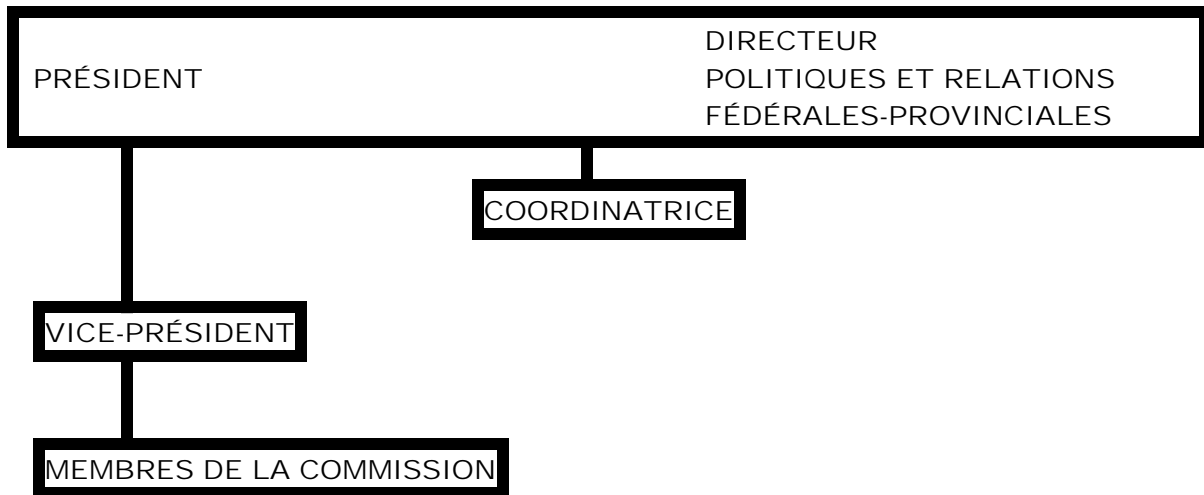 PRÉSIDENT
DIRECTEUR
POLITIQUES ET RELATIONS
FÉDÉRALES-PROVINCIALES
COORDINATRICE
VICE-PRÉSIDENT
MEMBRES DE LA COMMISSION